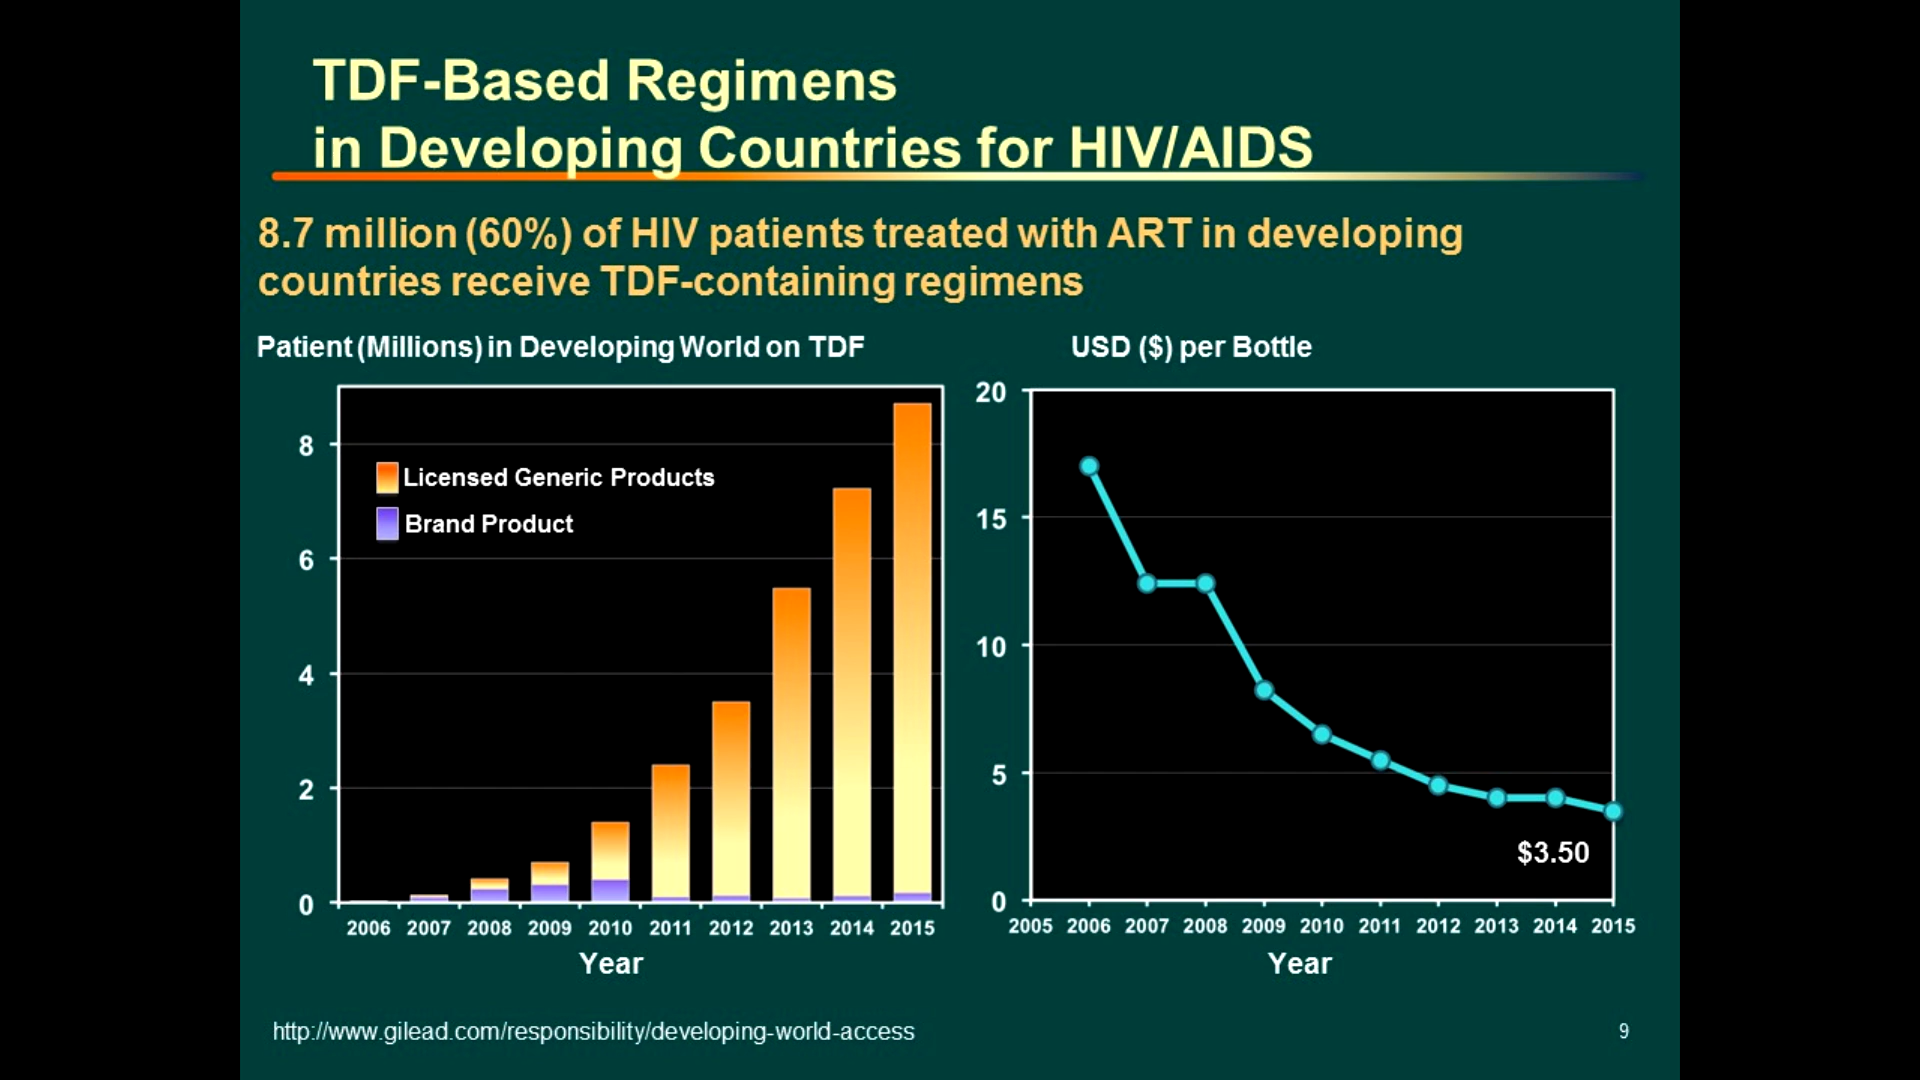 TDF-Based Regimens
in Developing Countries for HIV/AIDS
8.7 million (60%) of HIV patients treated with ART in developing
countries receive TDF-containing regimens
Patient (Millions) in Developing World on TDF
8
6
4
2
0
Licensed Generic Products
Brand Product
2006 2007 2008 2009 2010 2011 2012 2013 2014 2015
Year
USD ($) per Bottle
20
15
10
5
0
$3.50
2005 2006 2007 2008 2009 2010 2011 2012 2013 2014 2015
Year
http://www.gilead.com/responsibility/developing-world-access
9